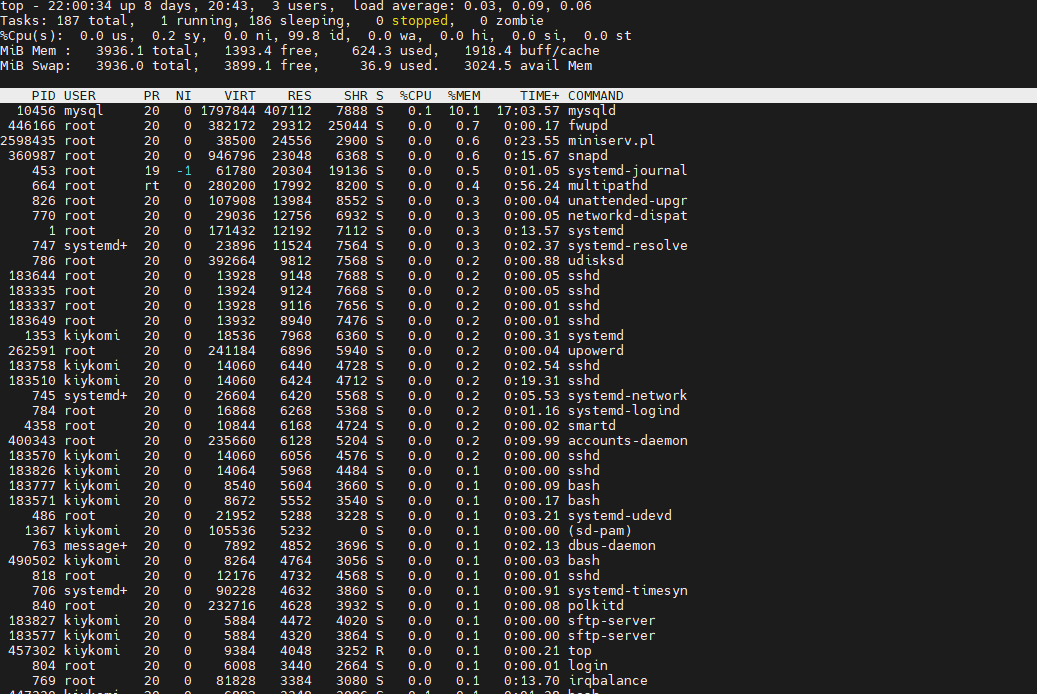 top - 22:00:34 up 8 days, 20:43,  3 users,  load average: 0.03, 0.09, 0.06
Tasks: 187 total,   1 running, 186 sleeping,   0 stopped,   0 zombie
%Cpu(s):  0.0 us,  0.2 sy,  0.0 ni, 99.8 id,  0.0 wa,  0.0 hi,  0.0 si,  0.0 st
MiB Mem :   3936.1 total,   1393.4 free,    624.3 used,   1918.4 buff/cache
MiB Swap:   3936.0 total,   3899.1 free,     36.9 used.   3024.5 avail Mem
PID USER      PR  NI    VIRT    RES    SHR S  %CPU  %MEM     TIME+ COMMAND
10456 mysql     20   0 1797844 407112   7888 S   0.1  10.1  17:03.57 mysqld
446166 root      20   0  382172  29312  25044 S   0.0   0.7   0:00.17 fwupd
2598435 root      20   0   38500  24556   2900 S   0.0   0.6   0:23.55 miniserv.pl
360987 root      20   0  946796  23048   6368 S   0.0   0.6   0:15.67 snapd
453 root      19  -1   61780  20304  19136 S   0.0   0.5   0:01.05 systemd-journal
664 root      rt   0  280200  17992   8200 S   0.0   0.4   0:56.24 multipathd
826 root      20   0  107908  13984   8552 S   0.0   0.3   0:00.04 unattended-upgr
770 root      20   0   29036  12756   6932 S   0.0   0.3   0:00.05 networkd-dispat
1 root      20   0  171432  12192   7112 S   0.0   0.3   0:13.57 systemd
747 systemd+  20   0   23896  11524   7564 S   0.0   0.3   0:02.37 systemd-resolve
786 root      20   0  392664   9812   7568 S   0.0   0.2   0:00.88 udisksd
183644 root      20   0   13928   9148   7688 S   0.0   0.2   0:00.05 sshd
183335 root      20   0   13924   9124   7668 S   0.0   0.2   0:00.05 sshd
183337 root      20   0   13928   9116   7656 S   0.0   0.2   0:00.01 sshd
183649 root      20   0   13932   8940   7476 S   0.0   0.2   0:00.01 sshd
1353 kiykomi   20   0   18536   7968   6360 S   0.0   0.2   0:00.31 systemd
262591 root      20   0  241184   6896   5940 S   0.0   0.2   0:00.04 upowerd
183758 kiykomi   20   0   14060   6440   4728 S   0.0   0.2   0:02.54 sshd
183510 kiykomi   20   0   14060   6424   4712 S   0.0   0.2   0:19.31 sshd
745 systemd+  20   0   26604   6420   5568 S   0.0   0.2   0:05.53 systemd-network
784 root      20   0   16868   6268   5368 S   0.0   0.2   0:01.16 systemd-logind
4358 root      20   0   10844   6168   4724 S   0.0   0.2   0:00.02 smartd
400343 root      20   0  235660   6128   5204 S   0.0   0.2   0:09.99 accounts-daemon
183570 kiykomi   20   0   14060   6056   4576 S   0.0   0.2   0:00.00 sshd
183826 kiykomi   20   0   14064   5968   4484 S   0.0   0.1   0:00.00 sshd
183777 kiykomi   20   0    8540   5604   3660 S   0.0   0.1   0:00.09 bash
183571 kiykomi   20   0    8672   5552   3540 S   0.0   0.1   0:00.17 bash
486 root      20   0   21952   5288   3228 S   0.0   0.1   0:03.21 systemd-udevd
1367 kiykomi   20   0  105536   5232      0 S   0.0   0.1   0:00.00 (sd-pam)
763 message+  20   0    7892   4852   3696 S   0.0   0.1   0:02.13 dbus-daemon
490502 kiykomi   20   0    8264   4764   3056 S   0.0   0.1   0:00.03 bash
818 root      20   0   12176   4732   4568 S   0.0   0.1   0:00.01 sshd
706 systemd+  20   0   90228   4632   3860 S   0.0   0.1   0:00.91 systemd-timesyn
840 root      20   0  232716   4628   3932 S   0.0   0.1   0:00.08 polkitd
183827 kiykomi   20   0    5884   4472   4020 S   0.0   0.1   0:00.00 sftp-server
183577 kiykomi   20   0    5884   4320   3864 S   0.0   0.1   0:00.00 sftp-server
457302 kiykomi   20   0    9384   4048   3252 R   0.0   0.1   0:00.21 top
804 root      20   0    6008   3440   2664 S   0.0   0.1   0:00.01 login
769 root      20   0   81828   3384   3080 S   0.0   0.1   0:13.70 irqbalance